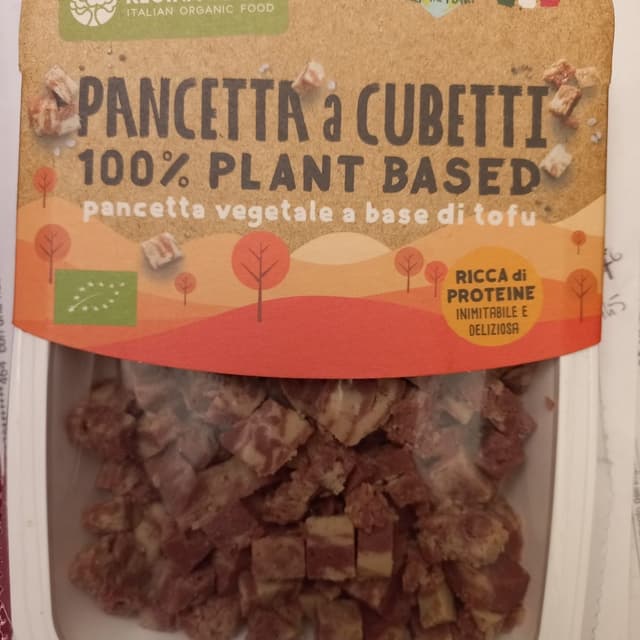 ITALIAN ORGANIC FOOD
PANCETTA a CUBETTI
100% PLANT BASED
pancetta vegetale a base di tofu
RICCA di
PROTEINE
INIMITABILE E
DELIZIOSA